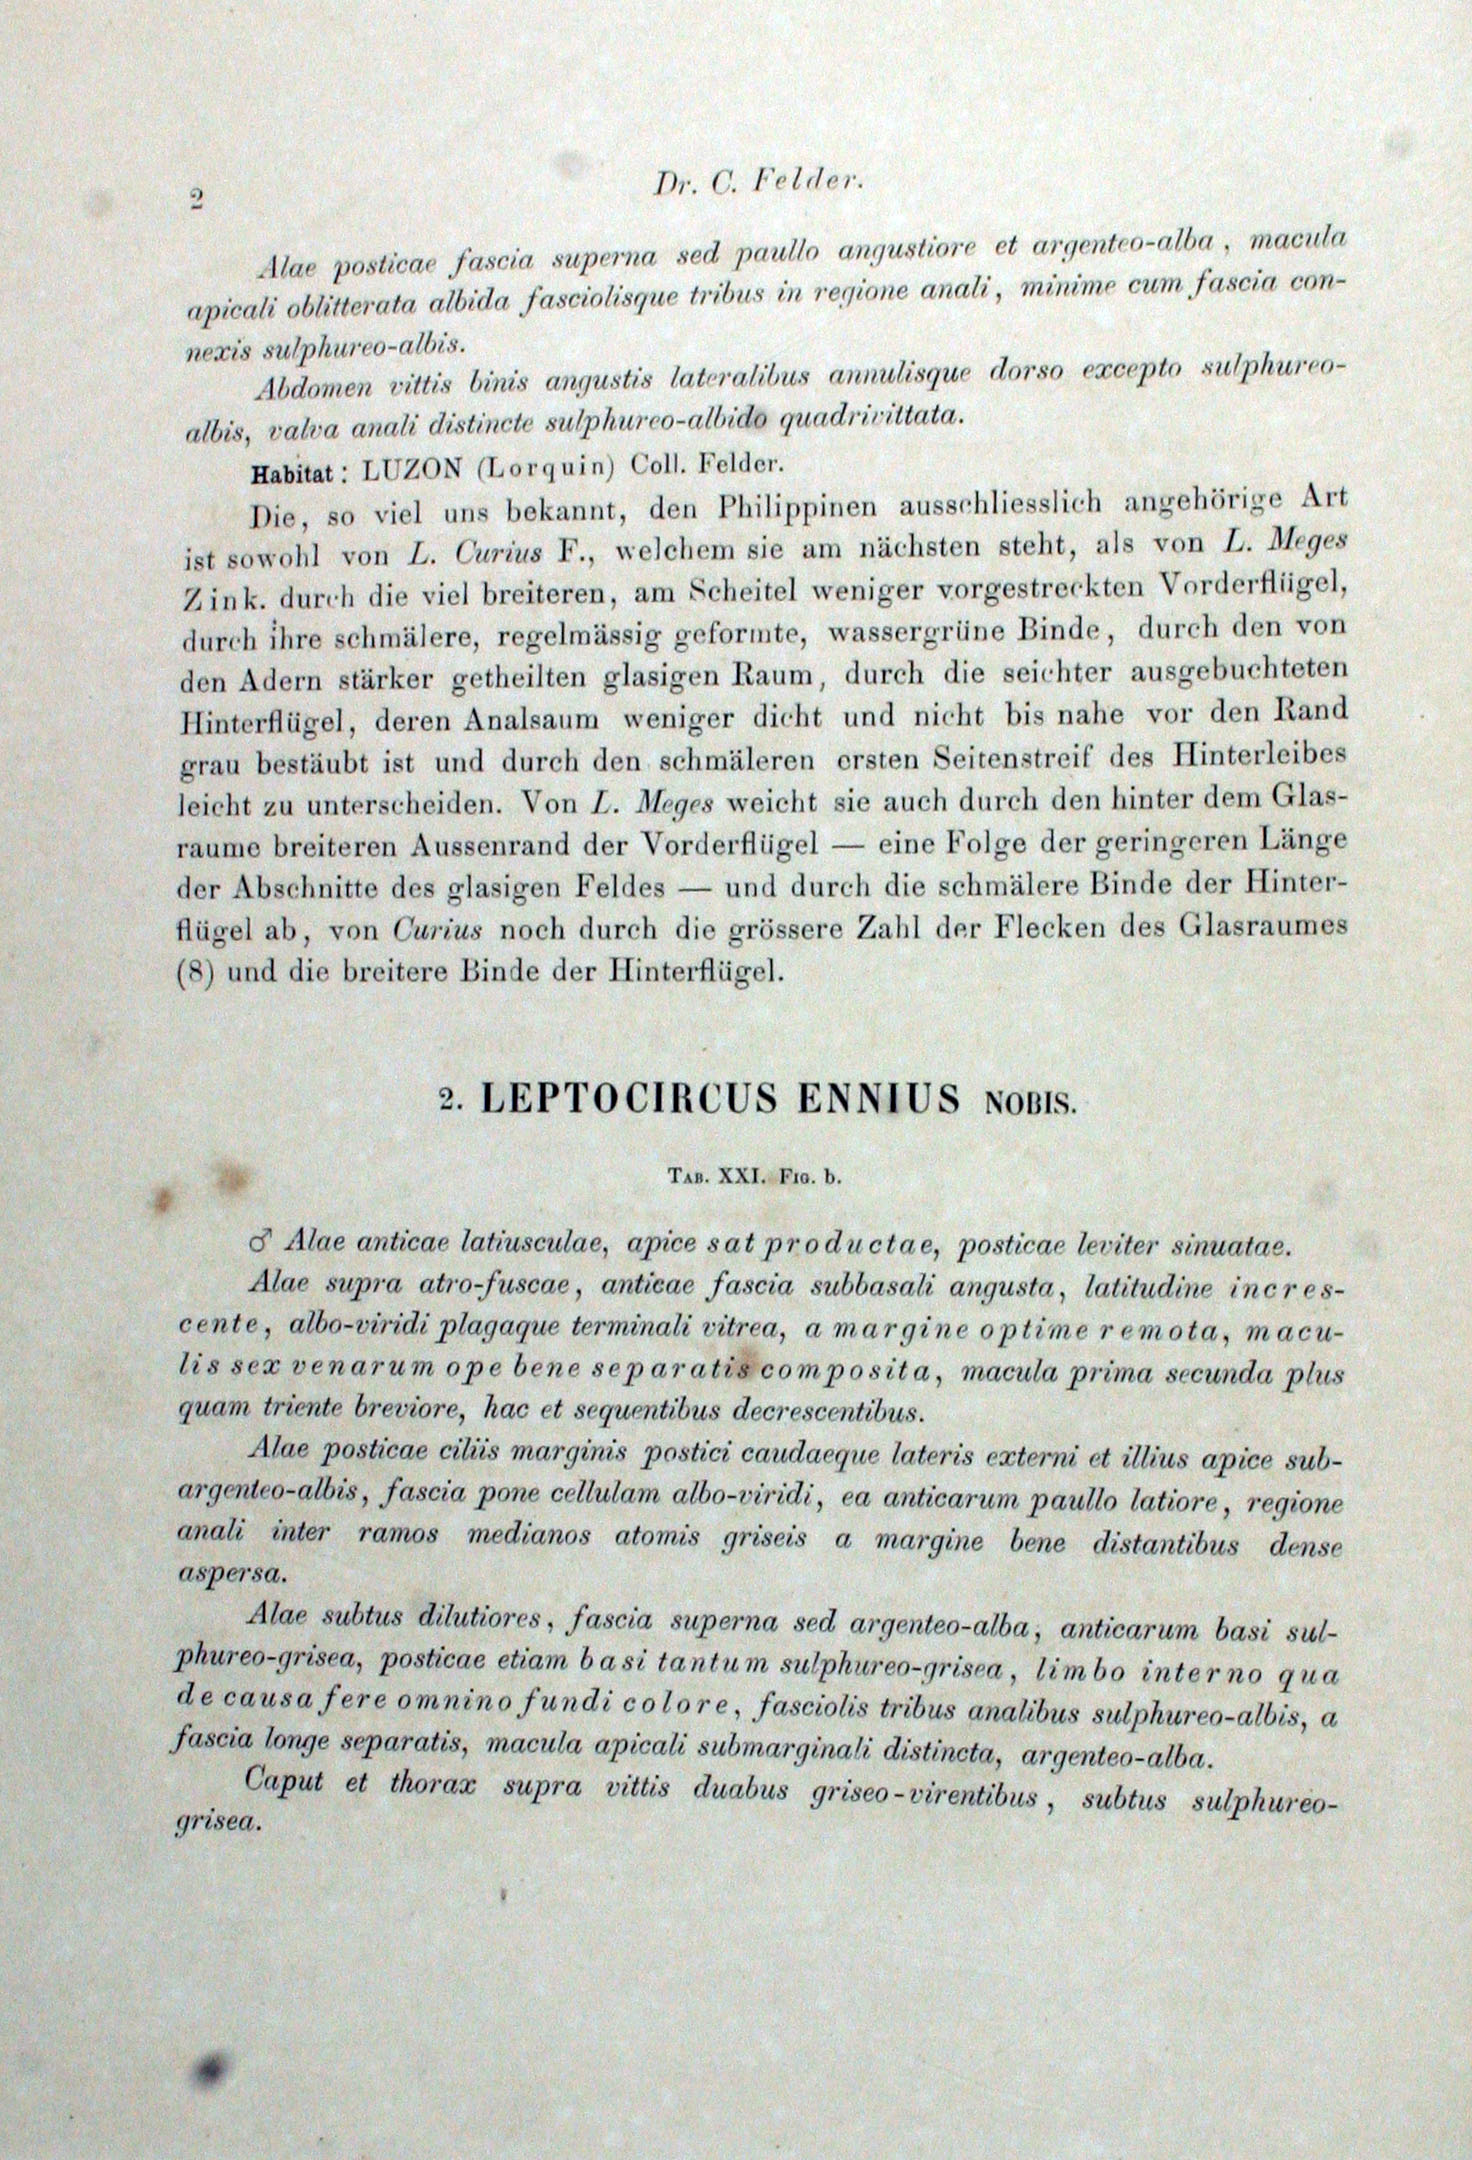 2
Dr. C. Felder.
Alae posticae fascia superna sed paullo angustiore et argenteo-alba, macula
apicali oblitterata albida fasciolisque tribus in regione anali, minime cum fascia con-
nexis sulphureo-albis.
Abdomen vittis binis angustis lateralibus annulisque dorso excepto sulphureo-
albis, valva anali distincte sulphureo-albido quadrivittata.
Habitat: LUZON (Lorquin) Coll. Felder.
Die, so viel uns bekannt, den Philippinen ausschliesslich angehörige Art
ist sowohl von L. Curius F., welchem sie am nächsten steht, als von L. Meges
Zink. durch die viel breiteren, am Scheitel weniger vorgestreckten Vorderflügel,
durch ihre schmälere, regelmässig geformte, wassergrüne Binde, durch den von
den Adern stärker getheilten glasigen Raum, durch die seichter ausgebuchteten
Hinterflügel, deren Analsaum weniger dicht und nicht bis nahe vor den Rand
grau bestäubt ist und durch den schmäleren ersten Seitenstreif des Hinterleibes
leicht zu unterscheiden. Von L. Meges weicht sie auch durch den hinter dem Glas-
raume breiteren Aussenrand der Vorderflügel — eine Folge der geringeren Länge
der Abschnitte des glasigen Feldes — und durch die schmälere Binde der Hinter-
flügel ab, von Curius noch durch die grössere Zahl der Flecken des Glasraumes
(8) und die breitere Binde der Hinterflügel.
2. LEPTOCIRCUS ENNIUS NOBIS.
TAB. XXI. FIG. b.
♂ Alae anticae latiusculae, apice sat productae, posticae leviter sinuatae.
Alae supra atro-fuscae, anticae fascia subbasali angusta, latitudine incres-
cente, albo-viridi plagaque terminali vitrea, a margine optime remota, macu-
lis sex venarum ope bene separatis composita, macula prima secunda plus
quam triente breviore, hac et sequentibus decrescentibus.
Alae posticae ciliis marginis postici caudaeque lateris externi et illius apice sub-
argenteo-albis, fascia pone cellulam albo-viridi, ea anticarum paullo latiore, regione
anali inter ramos medianos atomis griseis a margine bene distantibus dense
aspersa.
Alae subtus dilutiores, fascia superna sed argenteo-alba, anticarum basi sul-
phureo-grisea, posticae etiam basi tantum sulphureo-grisea, limbo interno qua
de causa fere omnino fundi colore, fasciolis tribus analibus sulphureo-albis, a
fascia longe separatis, macula apicali submarginali distincta, argenteo-alba.
Caput et thorax supra vittis duabus griseo-virentibus, subtus sulphureo-
grisea.